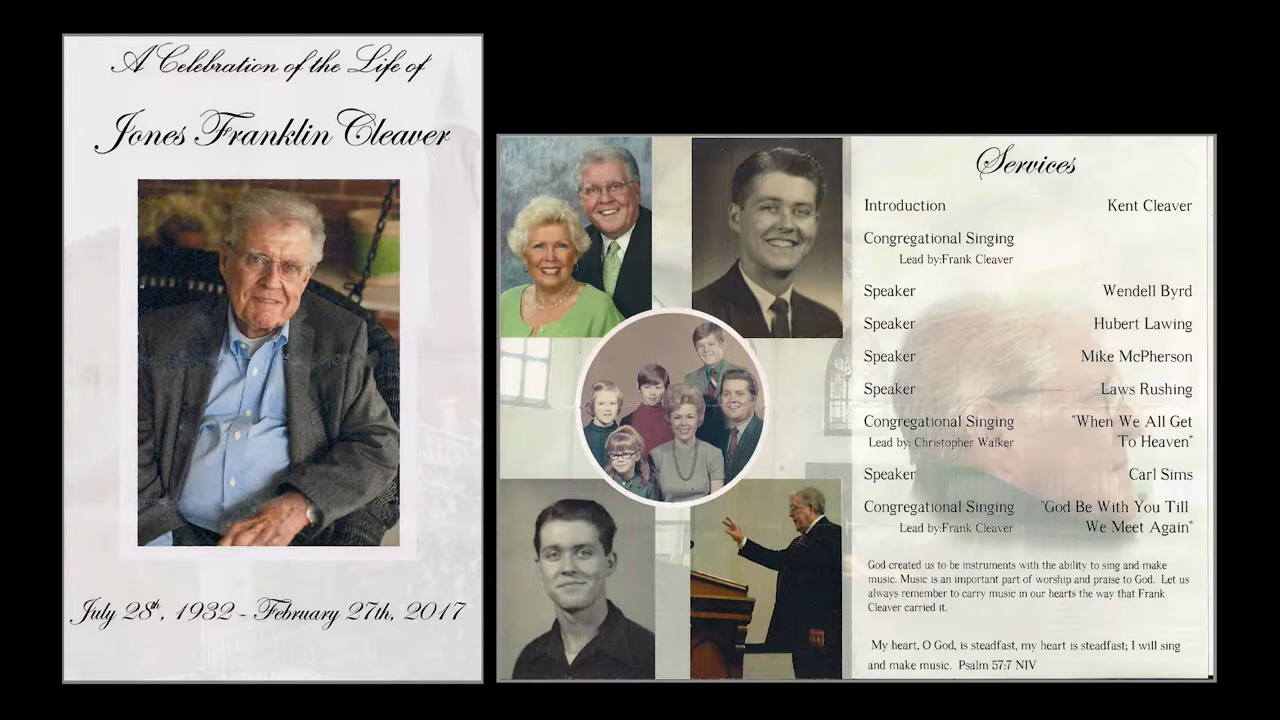 A Celebration of the Life of
Jones Franklin Cleaver
July 28th, 1932 - February 27th, 2017
Services
Introduction Kent Cleaver
Congregational Singing
Lead by:Frank Cleaver
Speaker Wendell Byrd
Speaker Hubert Lawing
Speaker Mike McPherson
Speaker Laws Rushing
Congregational Singing "When We All Get
Lead by: Christopher Walker To Heaven"
Speaker Carl Sims
Congregational Singing "God Be With You Till
Lead by:Frank Cleaver We Meet Again"
God created us to be instruments with the ability to sing and make
music. Music is an important part of worship and praise to God. Let us
always remember to carry music in our hearts the way that Frank
Cleaver carried it.
My heart, O God, is steadfast, my heart is steadfast; I will sing
and make music. Psalm 57:7 NIV